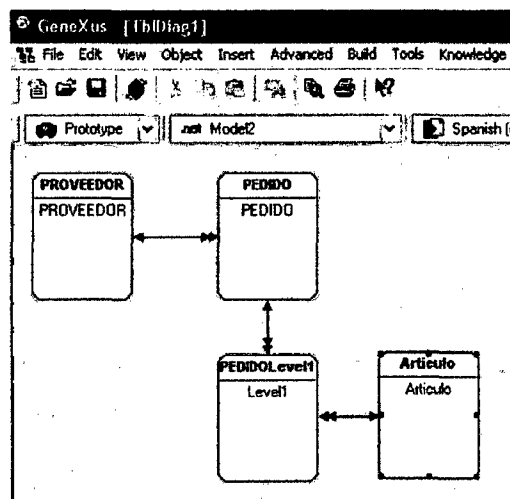 GeneXus [TblDiag1]
File Edit View Object Insert Advanced Build Tools Knowledge
Prototype .net Model2 Spanish (
PROVEEDOR PEDIDO
PROVEEDOR PEDIDO
PEDIDOLevel1 Articulo
Level1 Articulo